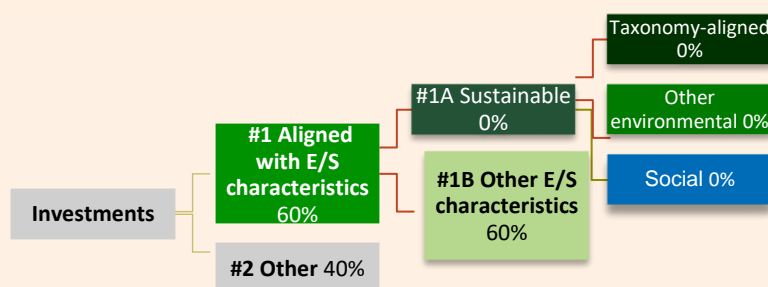 Investments
#1 Aligned
with E/S
characteristics
60%
#2 Other 40%
#1A Sustainable
0%
#1B Other E/S
characteristics
60%
Taxonomy-aligned
0%
Other
environmental 0%
Social 0%